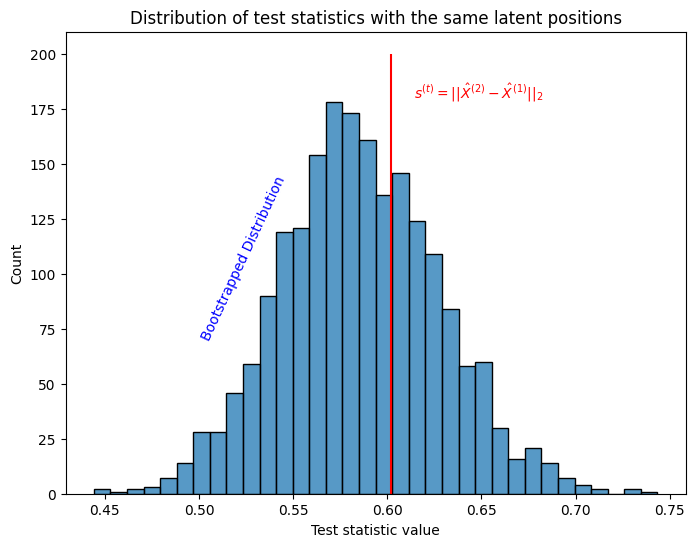 Distribution of test statistics with the same latent positions
200
175
150
125
100
75
50
25
0
Count
Bootstrapped Distribution
s^{(t)} = ||\hat{X}^{(2)} − \hat{X}^{(1)}||_2
0.45 0.50 0.55 0.60 0.65 0.70 0.75
Test statistic value